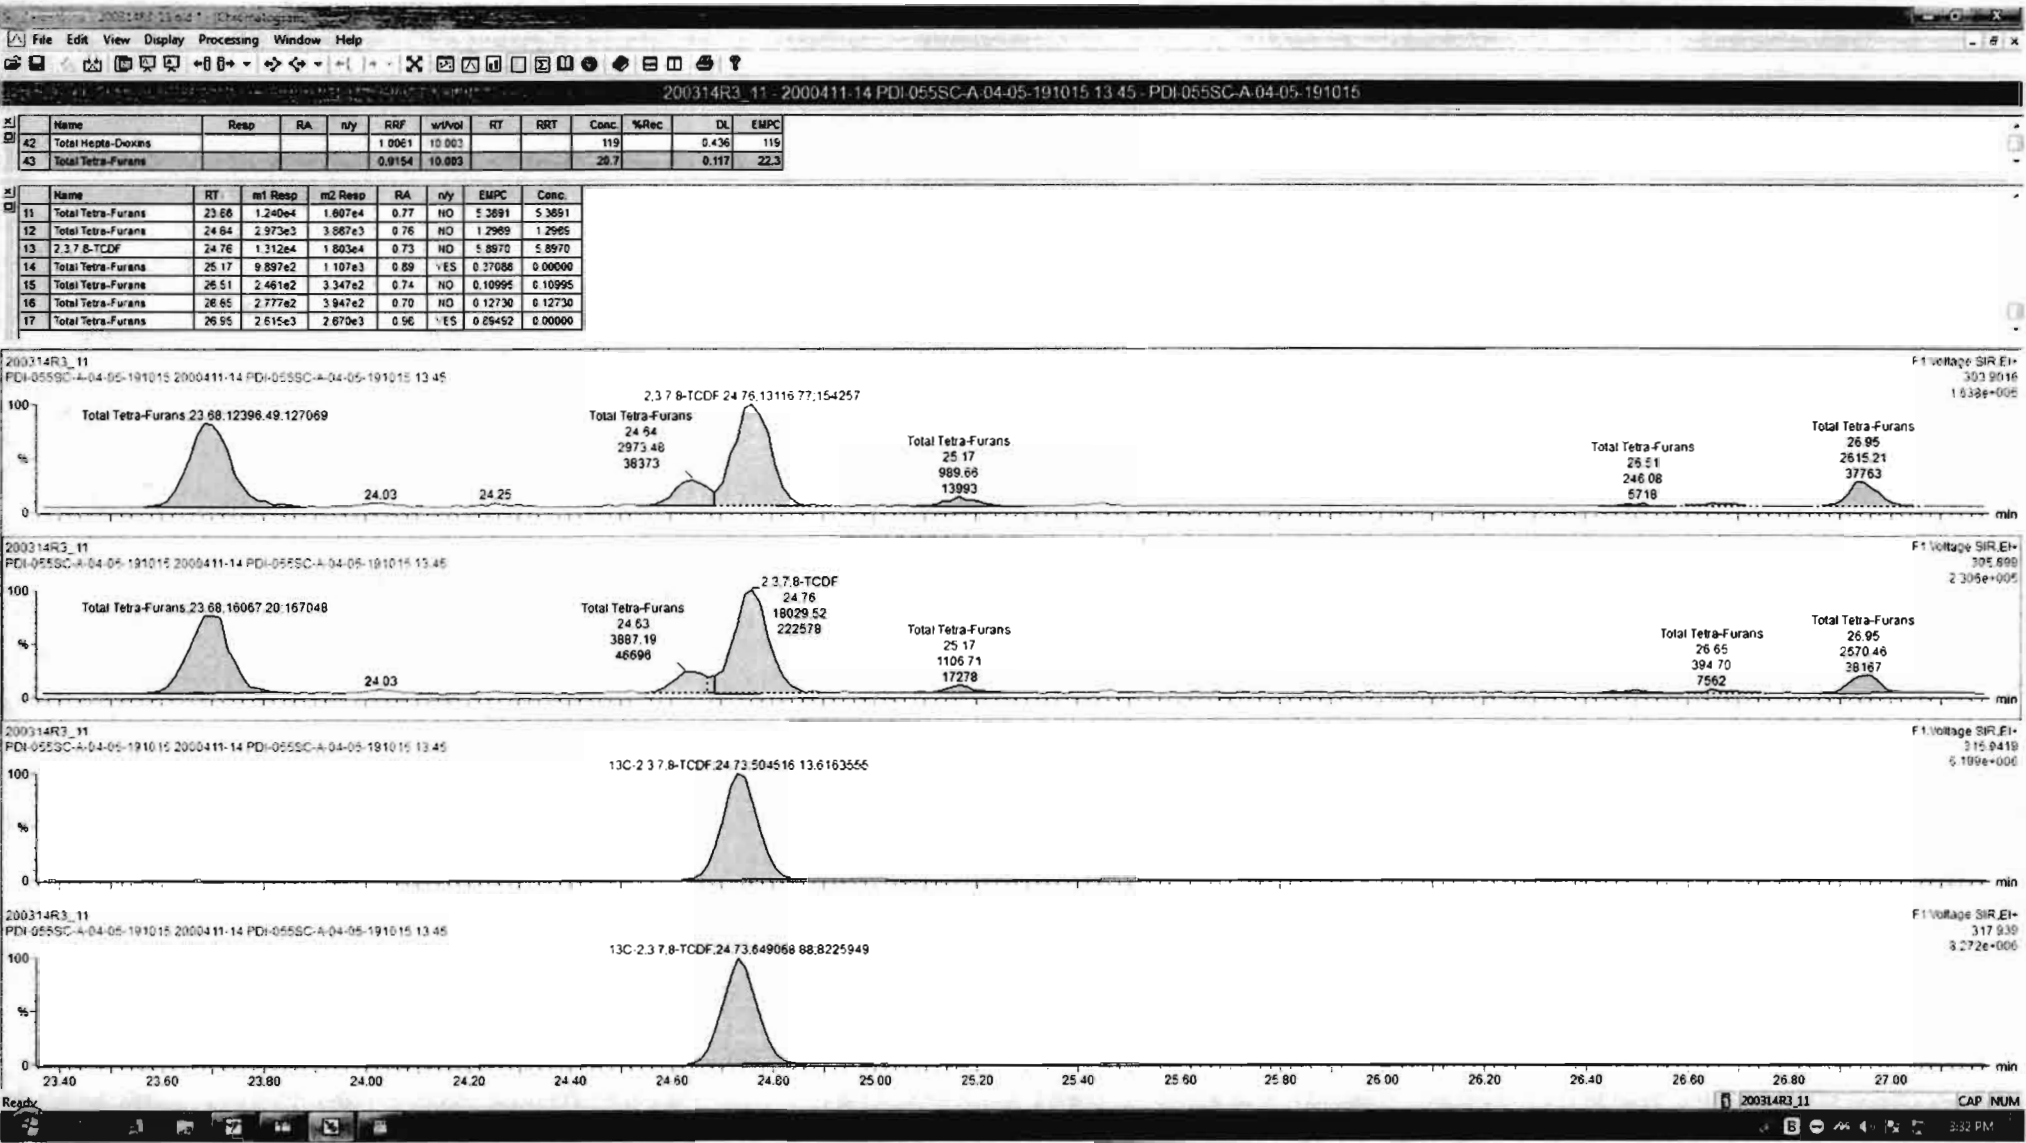 File Edit View Display Processing Window Help
200314R3_11 - 2000411-14 PDI-055SC-A-04-05-191015 13.45 - PDI-055SC-A-04-05-191015
Name Resp RA n/y RRF wt/vol RT RRT Conc. %Rec DL EMPC
42 Total Hepta-Dioxins 1.0061 10.003 119 0.436 119
43 Total Tetra-Furans 0.9154 10.003 20.7 0.117 22.3
Name RT m1 Resp m2 Resp RA n/y EMPC Conc.
11 Total Tetra-Furans 23.68 1.240e4 1.607e4 0.77 NO 5.3691 5.3691
12 Total Tetra-Furans 24.64 2.973e3 3.887e3 0.76 NO 1.2969 1.2969
13 2,3,7,8-TCDF 24.76 1.312e4 1.803e4 0.73 NO 5.8970 5.8970
14 Total Tetra-Furans 25.17 9.897e2 1.107e3 0.89 YES 0.37086 0.00000
15 Total Tetra-Furans 26.51 2.461e2 3.347e2 0.74 NO 0.10995 0.10995
16 Total Tetra-Furans 26.65 2.777e2 3.947e2 0.70 NO 0.12730 0.12730
17 Total Tetra-Furans 26.95 2.615e3 2.670e3 0.96 YES 0.89492 0.00000
200314R3_11 F1:Voltage SIR,EI+
PDI-055SC-A-04-05-191015 2000411-14 PDI-055SC-A-04-05-191015 13.45 303.9016
1.638e+005
2,3,7,8-TCDF 24.76;13116.77;154257
100
Total Tetra-Furans;23.68;12396.49;127069
Total Tetra-Furans
24.64
2973.48
38373
Total Tetra-Furans
25.17
989.66
13993
Total Tetra-Furans
26.51
246.08
5718
Total Tetra-Furans
26.95
2615.21
37763
%
24.03 24.25
0 min
200314R3_11 F1:Voltage SIR,EI+
PDI-055SC-A-04-05-191015 2000411-14 PDI-055SC-A-04-05-191015 13.45 305.899
2.306e+005
100
Total Tetra-Furans;23.68;16067.20;167048
Total Tetra-Furans
24.63
3887.19
46696
2,3,7,8-TCDF
24.76
18029.52
222578
Total Tetra-Furans
25.17
1106.71
17278
Total Tetra-Furans
26.65
394.70
7562
Total Tetra-Furans
26.95
2670.46
38167
%
24.03
0 min
200314R3_11 F1:Voltage SIR,EI+
PDI-055SC-A-04-05-191015 2000411-14 PDI-055SC-A-04-05-191015 13.45 315.9419
6.199e+006
13C-2,3,7,8-TCDF;24.73;504516.13;6163556
100
%
0 min
200314R3_11 F1:Voltage SIR,EI+
PDI-055SC-A-04-05-191015 2000411-14 PDI-055SC-A-04-05-191015 13.45 317.939
8.272e+006
13C-2,3,7,8-TCDF;24.73;649068.88;8225949
100
%
0 min
23.40 23.60 23.80 24.00 24.20 24.40 24.60 24.80 25.00 25.20 25.40 25.60 25.80 26.00 26.20 26.40 26.60 26.80 27.00
Ready 200314R3_11 CAP NUM
3:32 PM